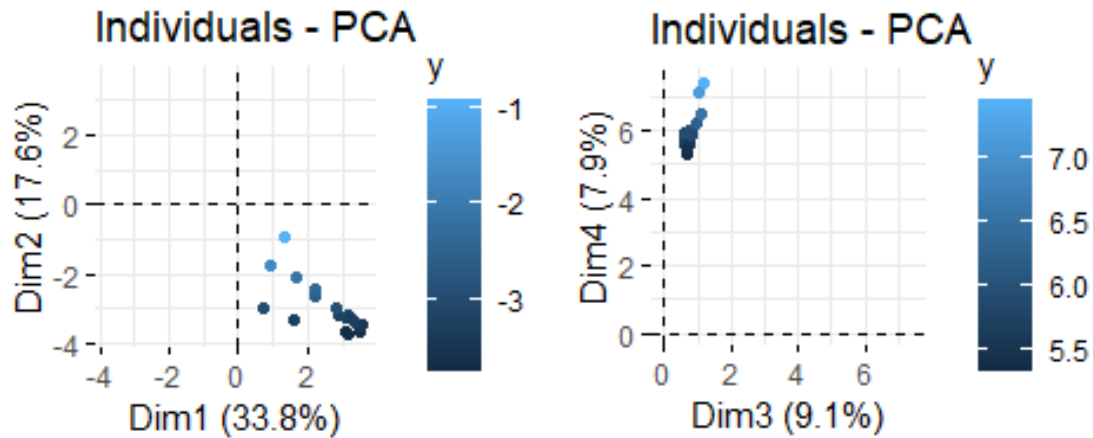 Individuals - PCA
Dim2 (17.6%)
2
0
-2
-4
-4
-2
0
2
Dim1 (33.8%)
y
-1
-2
-3
Individuals - PCA
Dim4 (7.9%)
6
4
2
0
0
2
4
6
Dim3 (9.1%)
y
7.0
6.5
6.0
5.5